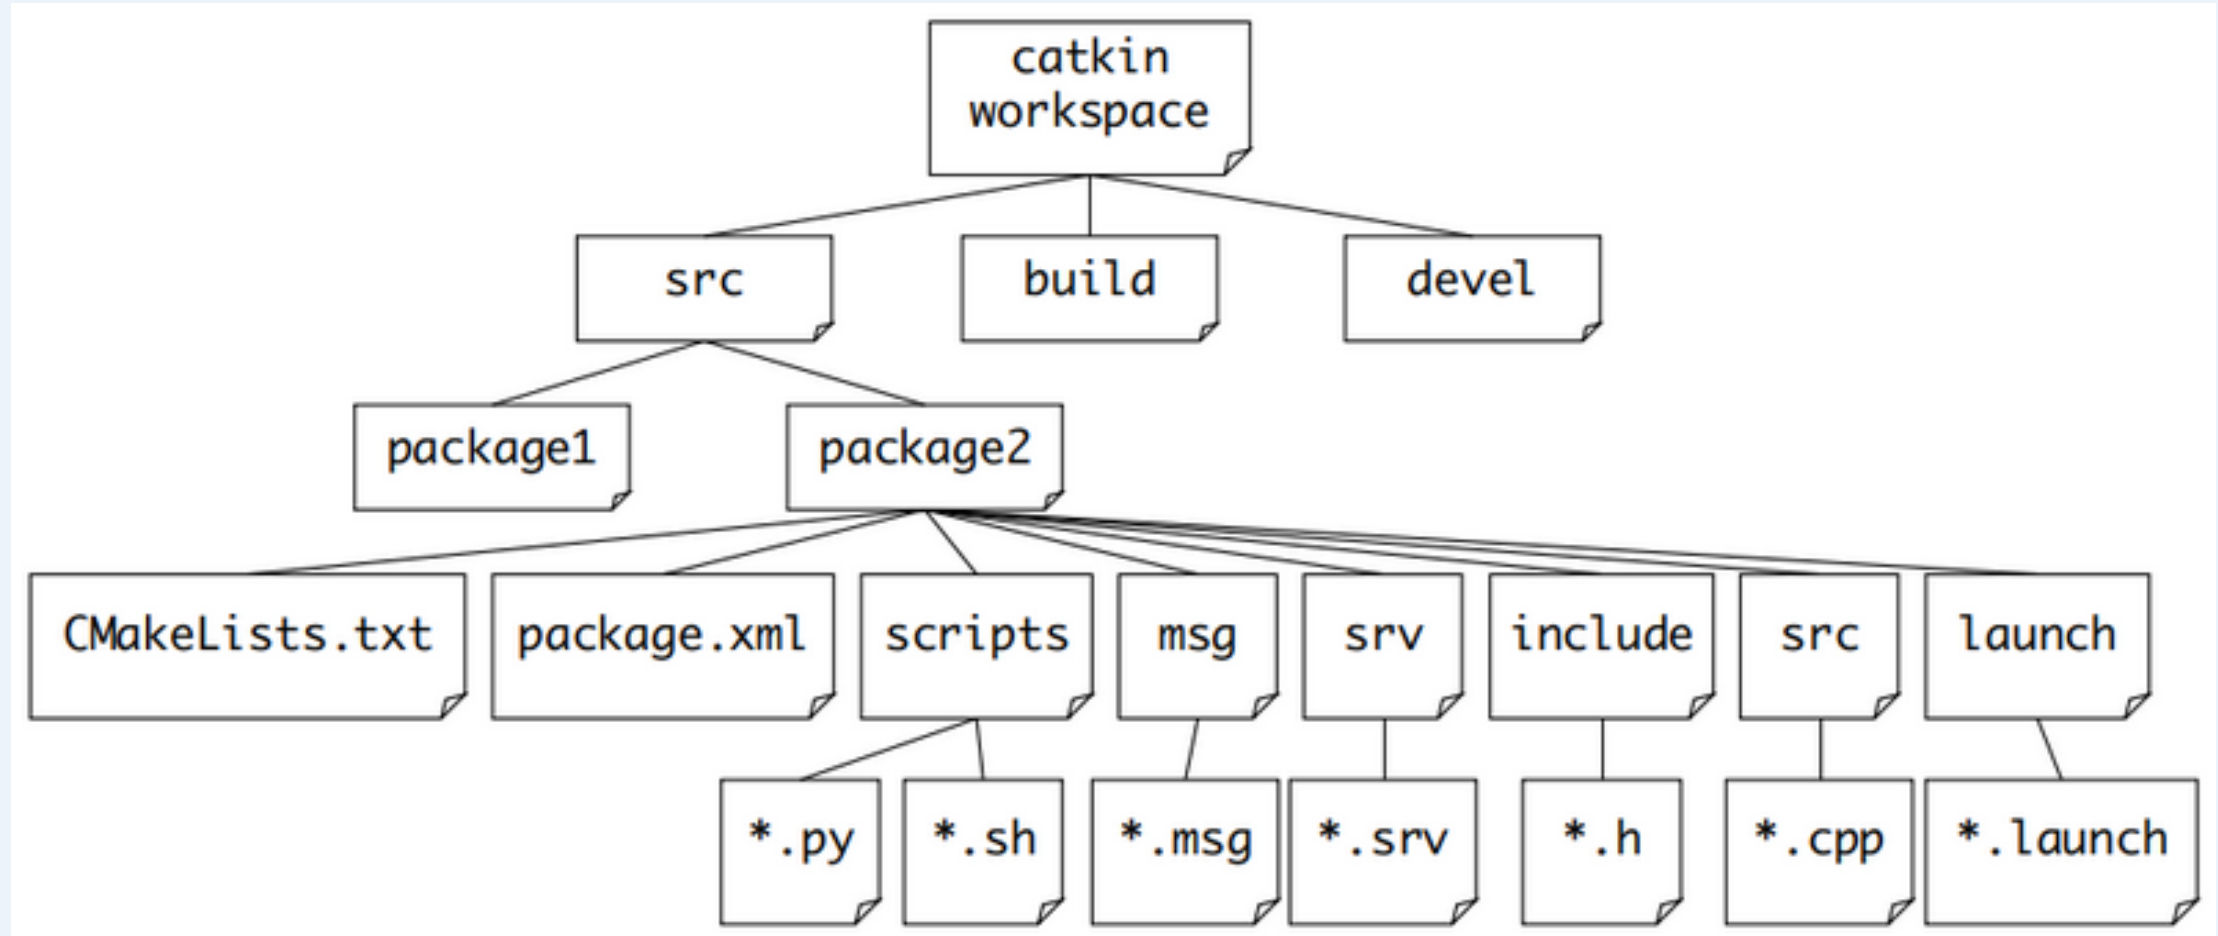 catkin
workspace
src
build
devel
package1
package2
CMakeLists.txt
package.xml
scripts
msg
srv
include
src
launch
*.py
*.sh
*.msg
*.srv
*.h
*.cpp
*.launch